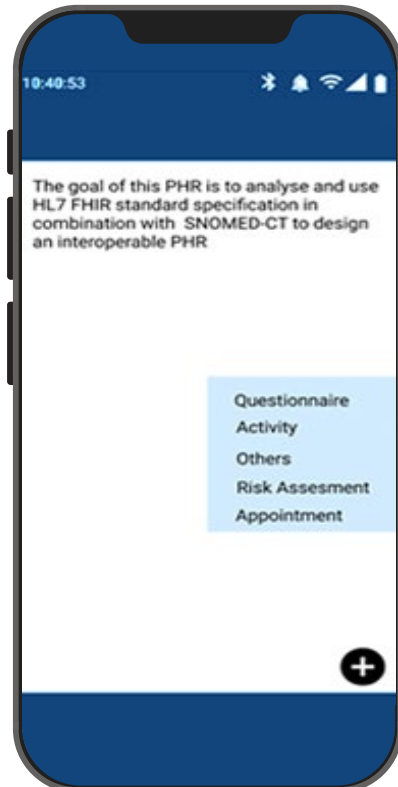 10:40:53
The goal of this PHR is to analyse and use
HL7 FHIR standard specification in
combination with SNOMED-CT to design
an interoperable PHR
Questionnaire
Activity
Others
Risk Assesment
Appointment